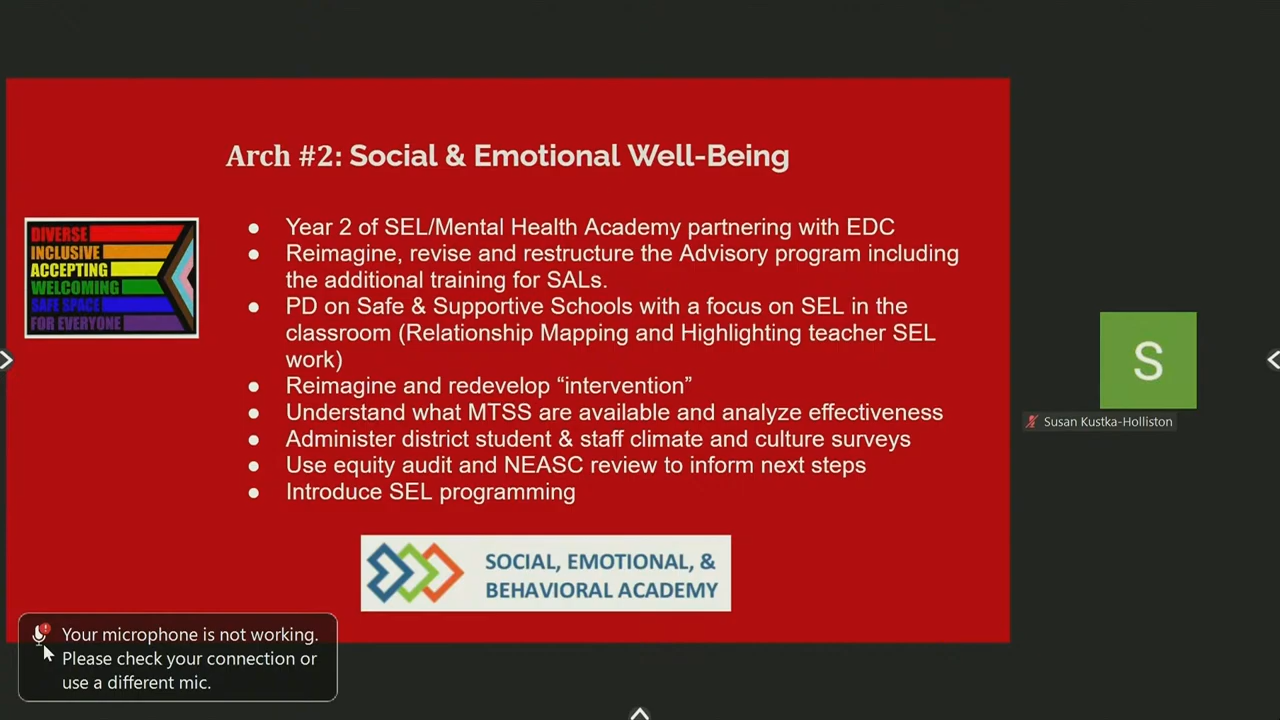 Arch #2: Social & Emotional Well-Being
DIVERSE
INCLUSIVE
ACCEPTING
WELCOMING
SAFE SPACE
FOR EVERYONE
● Year 2 of SEL/Mental Health Academy partnering with EDC
● Reimagine, revise and restructure the Advisory program including
the additional training for SALs.
● PD on Safe & Supportive Schools with a focus on SEL in the
classroom (Relationship Mapping and Highlighting teacher SEL
work)
● Reimagine and redevelop “intervention”
● Understand what MTSS are available and analyze effectiveness
● Administer district student & staff climate and culture surveys
● Use equity audit and NEASC review to inform next steps
● Introduce SEL programming
SOCIAL, EMOTIONAL, &
BEHAVIORAL ACADEMY
S
Susan Kustka-Holliston
Your microphone is not working.
Please check your connection or
use a different mic.